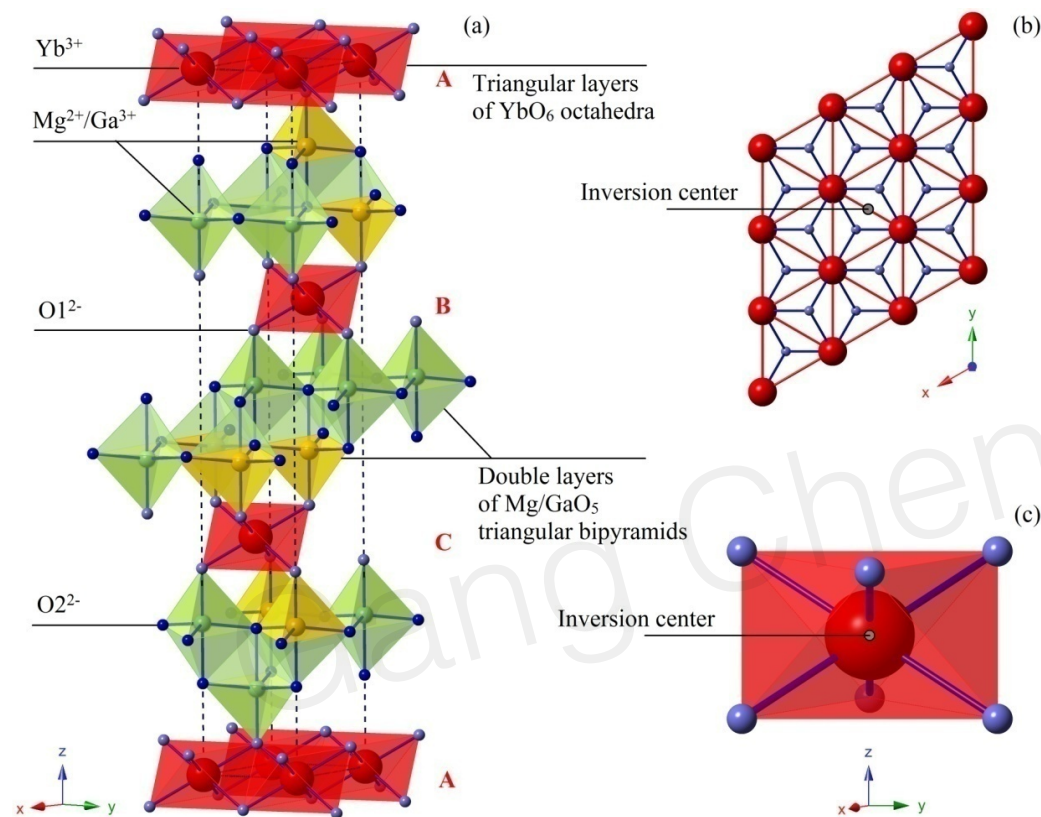 (a)
Yb³⁺
A
Triangular layers
of YbO₆ octahedra
Mg²⁺/Ga³⁺
B
O1²⁻
Double layers
of Mg/GaO₅
triangular bipyramids
C
O2²⁻
A
z
x
y
(b)
Inversion center
y
x
(c)
Inversion center
z
x
y
Gang Chen